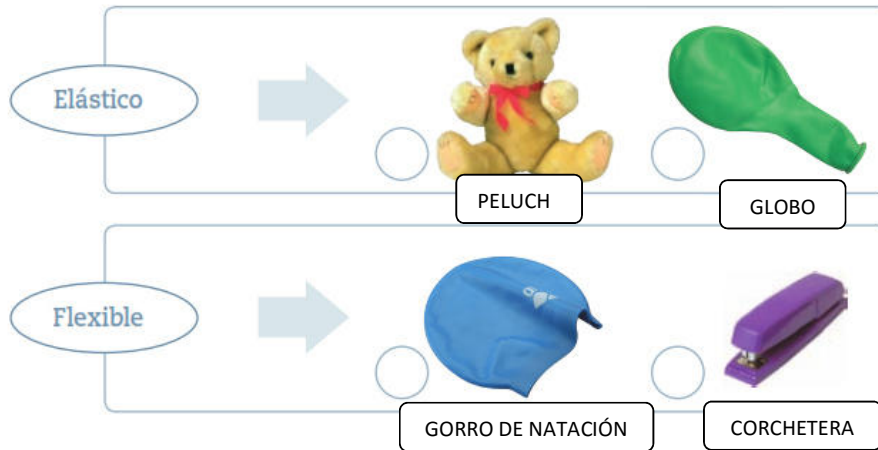 Elástico
PELUCH
GLOBO
Flexible
GORRO DE NATACIÓN
CORCHETERA